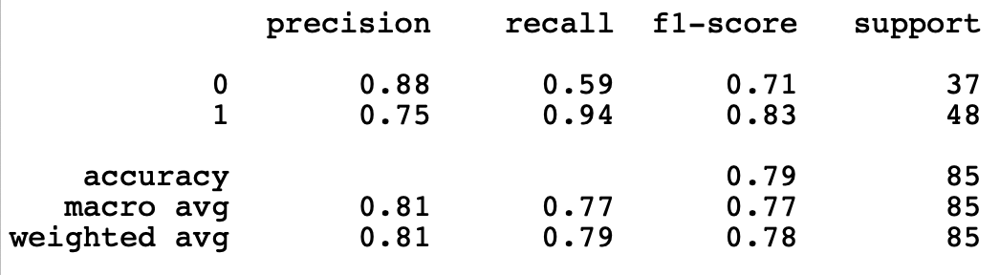 precision recall f1-score support
0 0.88 0.59 0.71 37
1 0.75 0.94 0.83 48
accuracy 0.79 85
macro avg 0.81 0.77 0.77 85
weighted avg 0.81 0.79 0.78 85